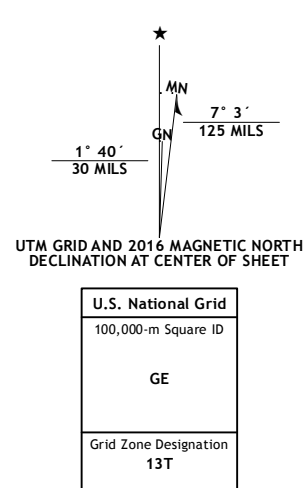 ★
MN
7° 3´
125 MILS
GN
1° 40´
30 MILS
UTM GRID AND 2016 MAGNETIC NORTH
DECLINATION AT CENTER OF SHEET
U.S. National Grid
100,000-m Square ID
GE
Grid Zone Designation
13T